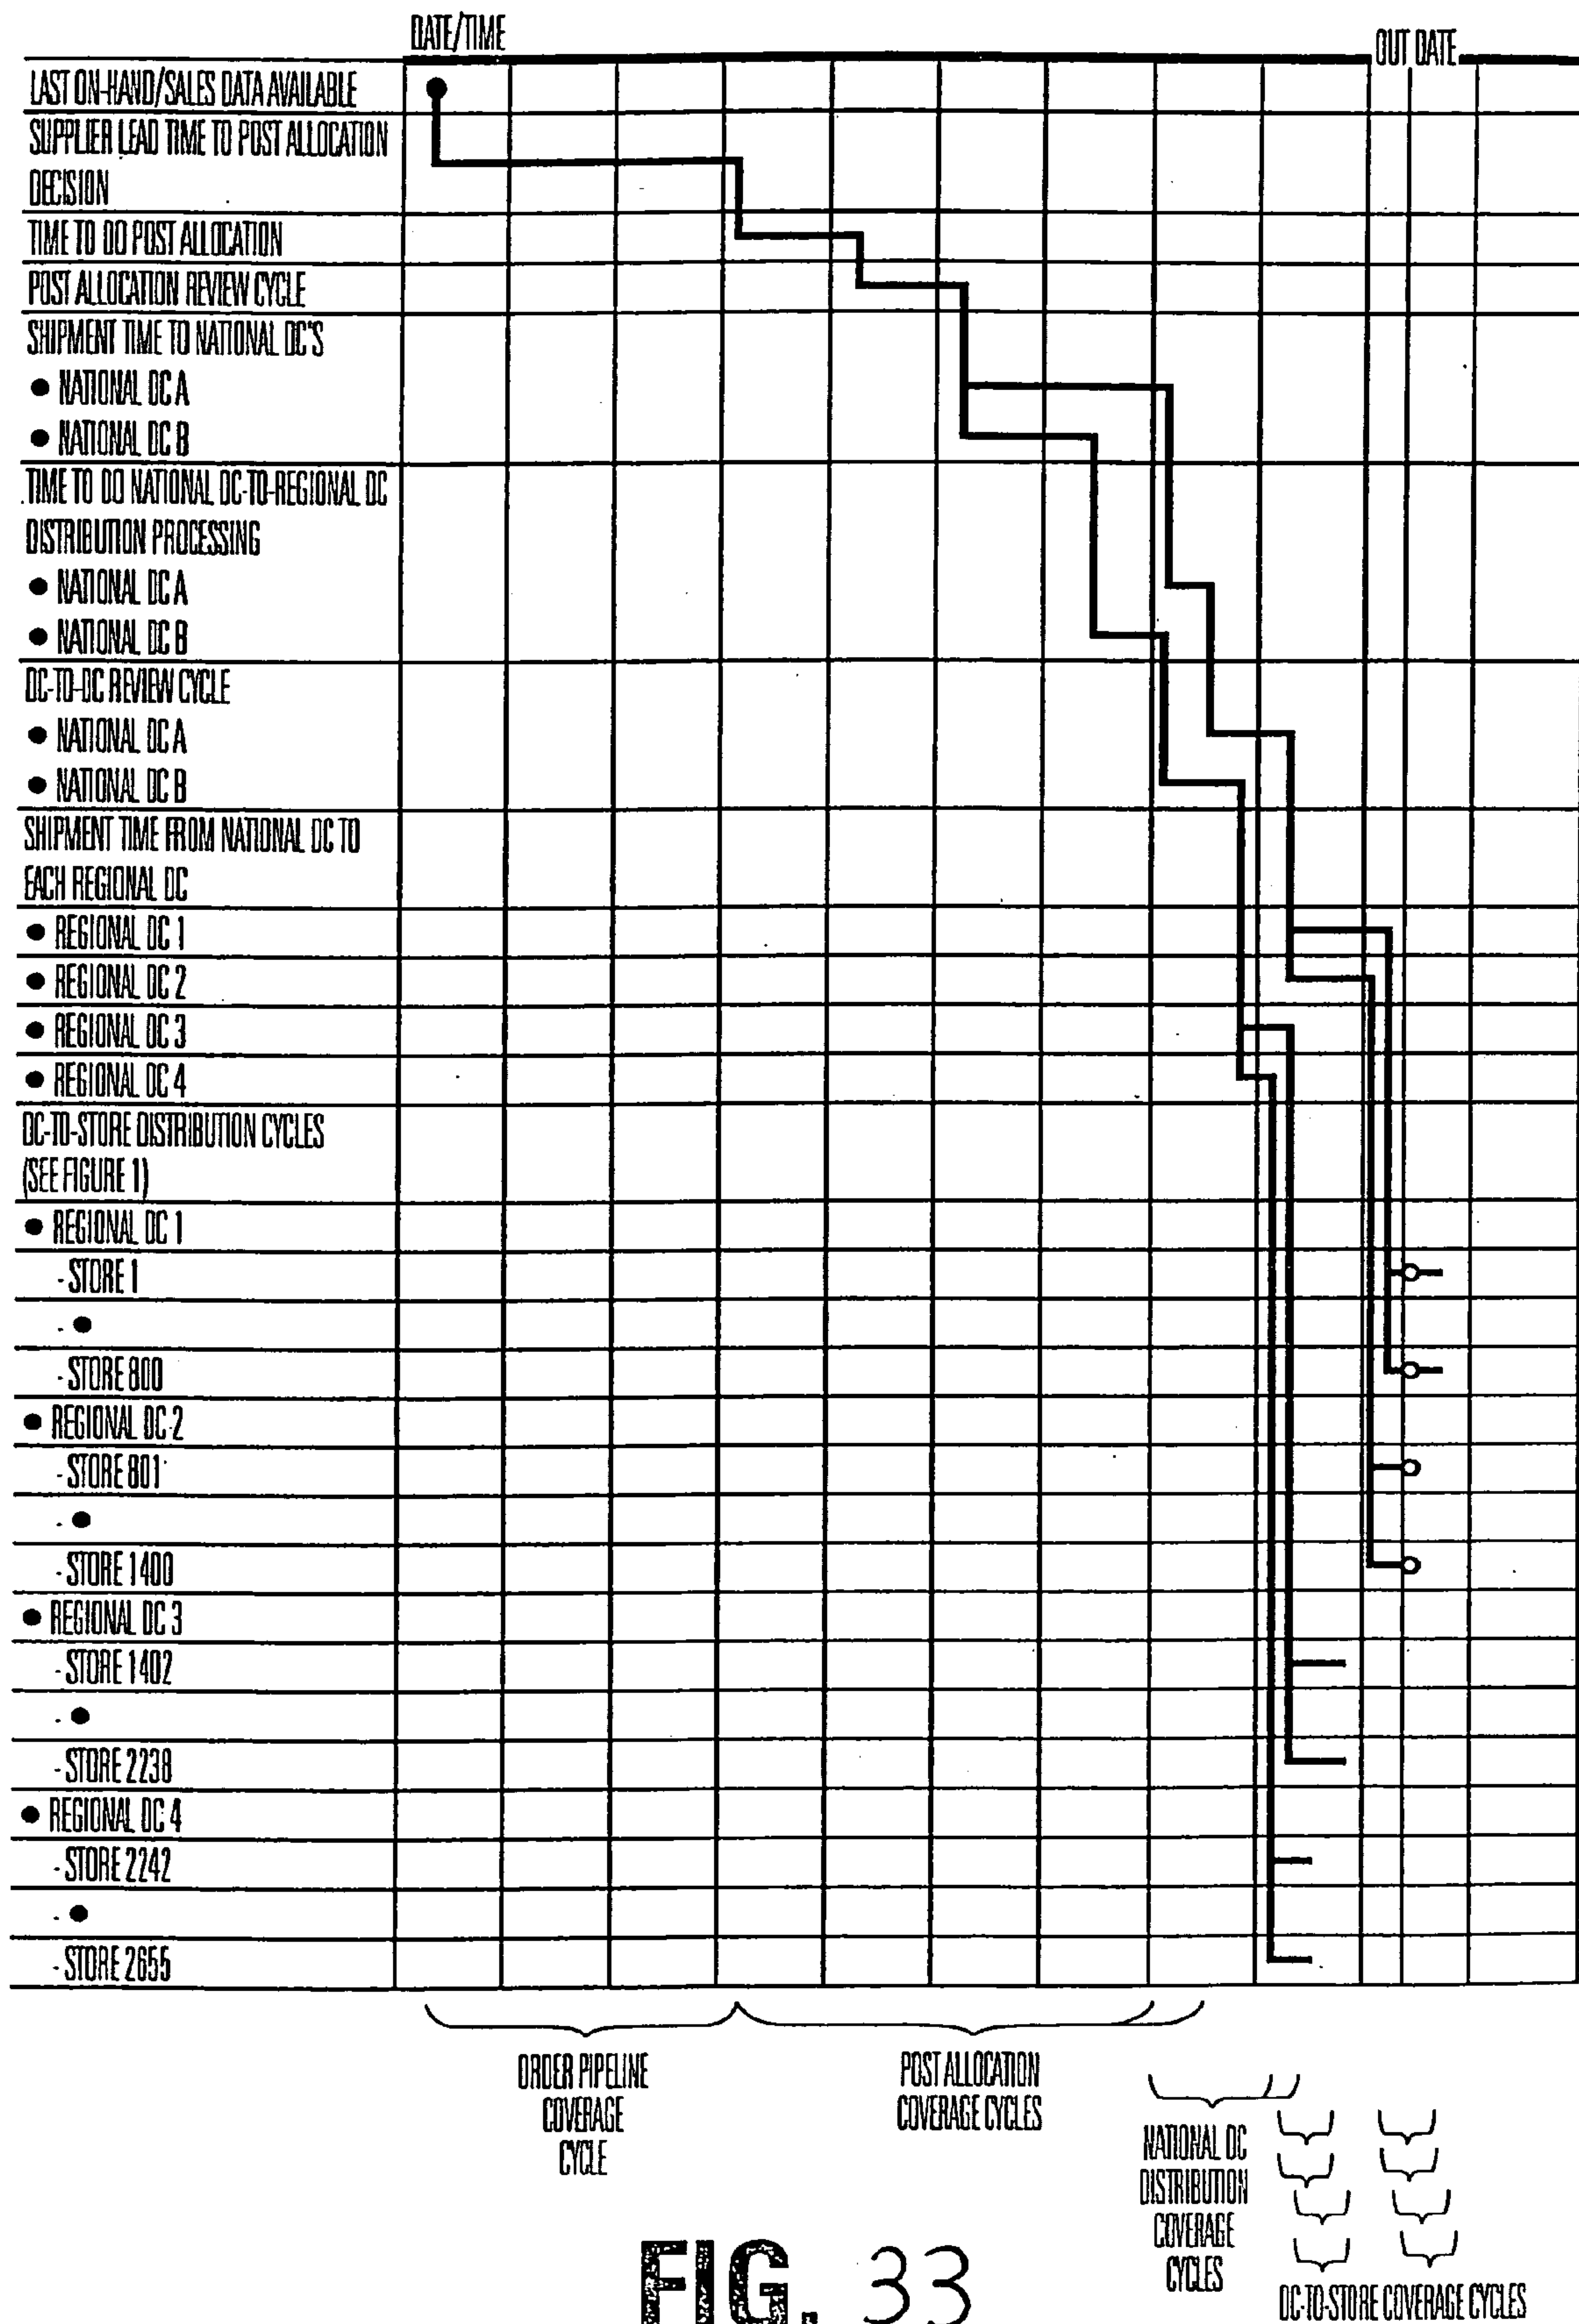 DATE/TIME
OUT DATE
LAST ON-HAND/SALES DATA AVAILABLE
SUPPLIER LEAD TIME TO POST ALLOCATION
DECISION
TIME TO DO POST ALLOCATION
POST ALLOCATION REVIEW CYCLE
SHIPMENT TIME TO NATIONAL DC'S
● NATIONAL DC A
● NATIONAL DC B
TIME TO DO NATIONAL DC-TO-REGIONAL DC
DISTRIBUTION PROCESSING
● NATIONAL DC A
● NATIONAL DC B
DC-TO-DC REVIEW CYCLE
● NATIONAL DC A
● NATIONAL DC B
SHIPMENT TIME FROM NATIONAL DC TO
EACH REGIONAL DC
● REGIONAL DC 1
● REGIONAL DC 2
● REGIONAL DC 3
● REGIONAL DC 4
DC-TO-STORE DISTRIBUTION CYCLES
(SEE FIGURE 1)
● REGIONAL DC 1
- STORE 1
- STORE 800
● REGIONAL DC 2
- STORE 801
- STORE 1400
● REGIONAL DC 3
- STORE 1402
- STORE 2238
● REGIONAL DC 4
- STORE 2242
- STORE 2655
ORDER PIPELINE
COVERAGE
CYCLE
POST ALLOCATION
COVERAGE CYCLES
NATIONAL DC
DISTRIBUTION
COVERAGE
CYCLES
DC-TO-STORE COVERAGE CYCLES
FIG. 33